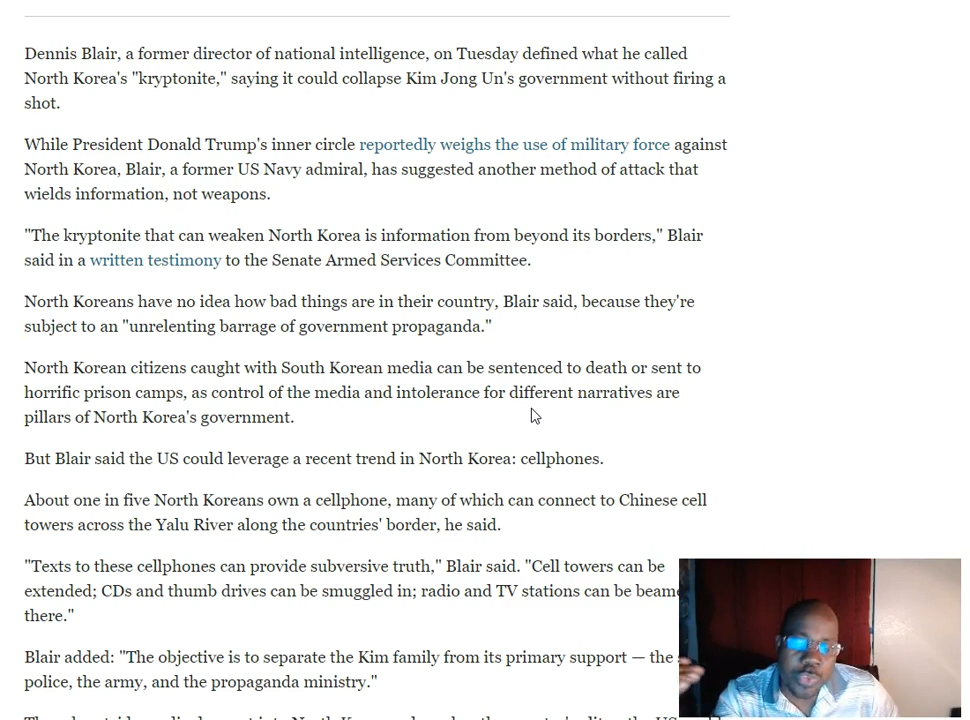 Dennis Blair, a former director of national intelligence, on Tuesday defined what he called
North Korea's "kryptonite," saying it could collapse Kim Jong Un's government without firing a
shot.
While President Donald Trump's inner circle reportedly weighs the use of military force against
North Korea, Blair, a former US Navy admiral, has suggested another method of attack that
wields information, not weapons.
"The kryptonite that can weaken North Korea is information from beyond its borders," Blair
said in a written testimony to the Senate Armed Services Committee.
North Koreans have no idea how bad things are in their country, Blair said, because they're
subject to an "unrelenting barrage of government propaganda."
North Korean citizens caught with South Korean media can be sentenced to death or sent to
horrific prison camps, as control of the media and intolerance for different narratives are
pillars of North Korea's government.
But Blair said the US could leverage a recent trend in North Korea: cellphones.
About one in five North Koreans own a cellphone, many of which can connect to Chinese cell
towers across the Yalu River along the countries' border, he said.
"Texts to these cellphones can provide subversive truth," Blair said. "Cell towers can be
extended; CDs and thumb drives can be smuggled in; radio and TV stations can be
there."
Blair added: "The objective is to separate the Kim family from its primary support — the
police, the army, and the propaganda ministry."